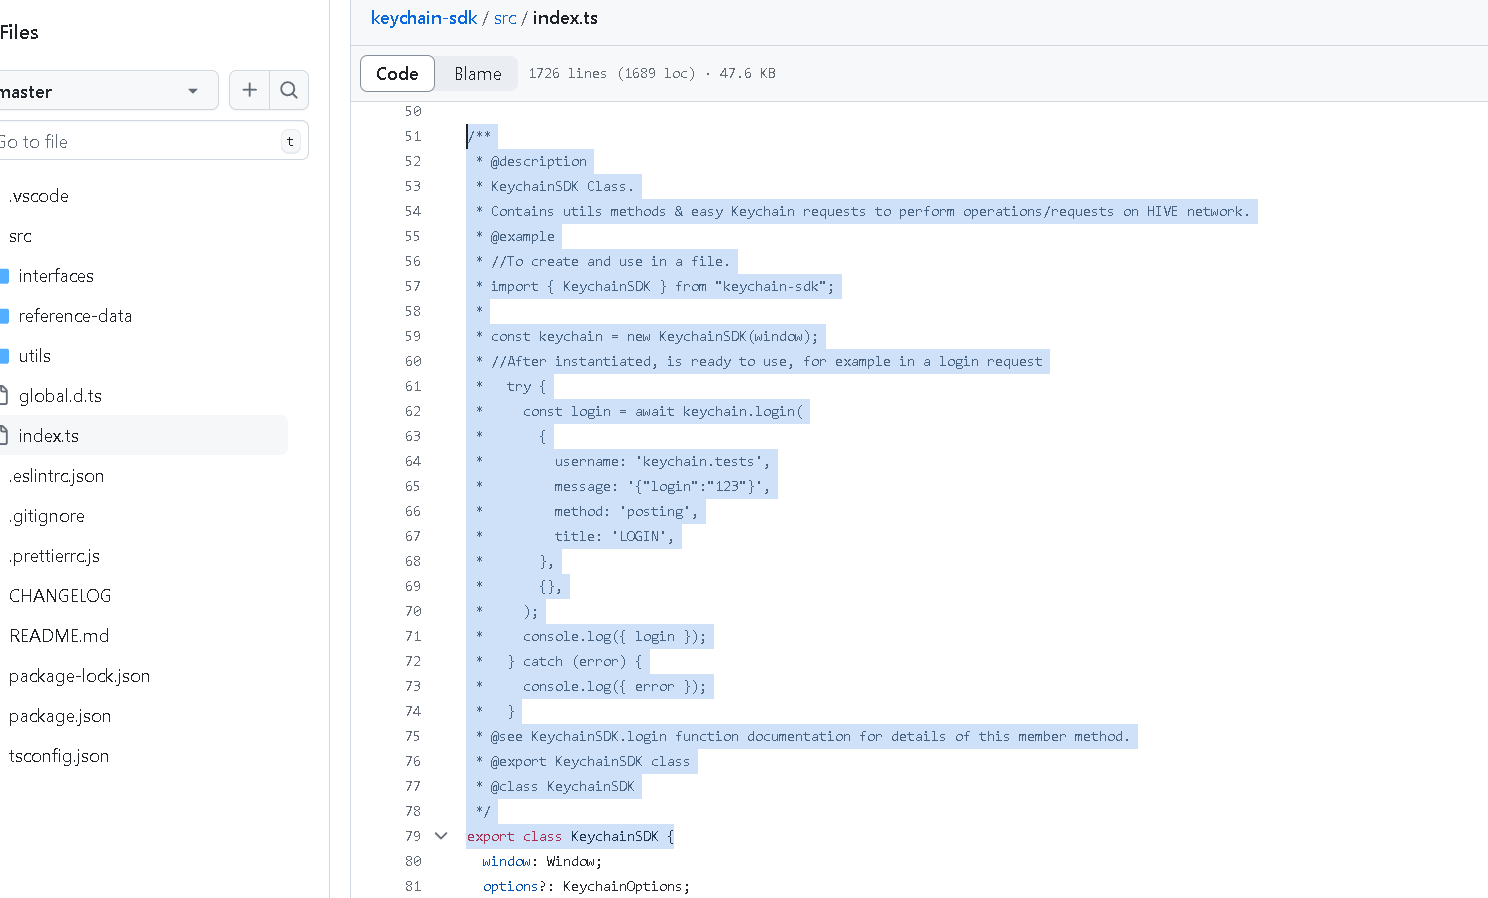 Files
master
Go to file
t
.vscode
src
interfaces
reference-data
utils
global.d.ts
index.ts
.eslintrc.json
.gitignore
.prettierrc.js
CHANGELOG
README.md
package-lock.json
package.json
tsconfig.json
keychain-sdk / src / index.ts
Code Blame 1726 lines (1689 loc) · 47.6 KB
50
51 /**
52  * @description
53  * KeychainSDK Class.
54  * Contains utils methods & easy Keychain requests to perform operations/requests on HIVE network.
55  * @example
56  * //To create and use in a file.
57  * import { KeychainSDK } from "keychain-sdk";
58  *
59  * const keychain = new KeychainSDK(window);
60  * //After instantiated, is ready to use, for example in a login request
61  *   try {
62  *     const login = await keychain.login(
63  *       {
64  *         username: 'keychain.tests',
65  *         message: '{"login":"123"}',
66  *         method: 'posting',
67  *         title: 'LOGIN',
68  *       },
69  *       {},
70  *     );
71  *     console.log({ login });
72  *   } catch (error) {
73  *     console.log({ error });
74  *   }
75  * @see KeychainSDK.login function documentation for details of this member method.
76  * @export KeychainSDK class
77  * @class KeychainSDK
78  */
79 export class KeychainSDK {
80   window: Window;
81   options?: KeychainOptions;